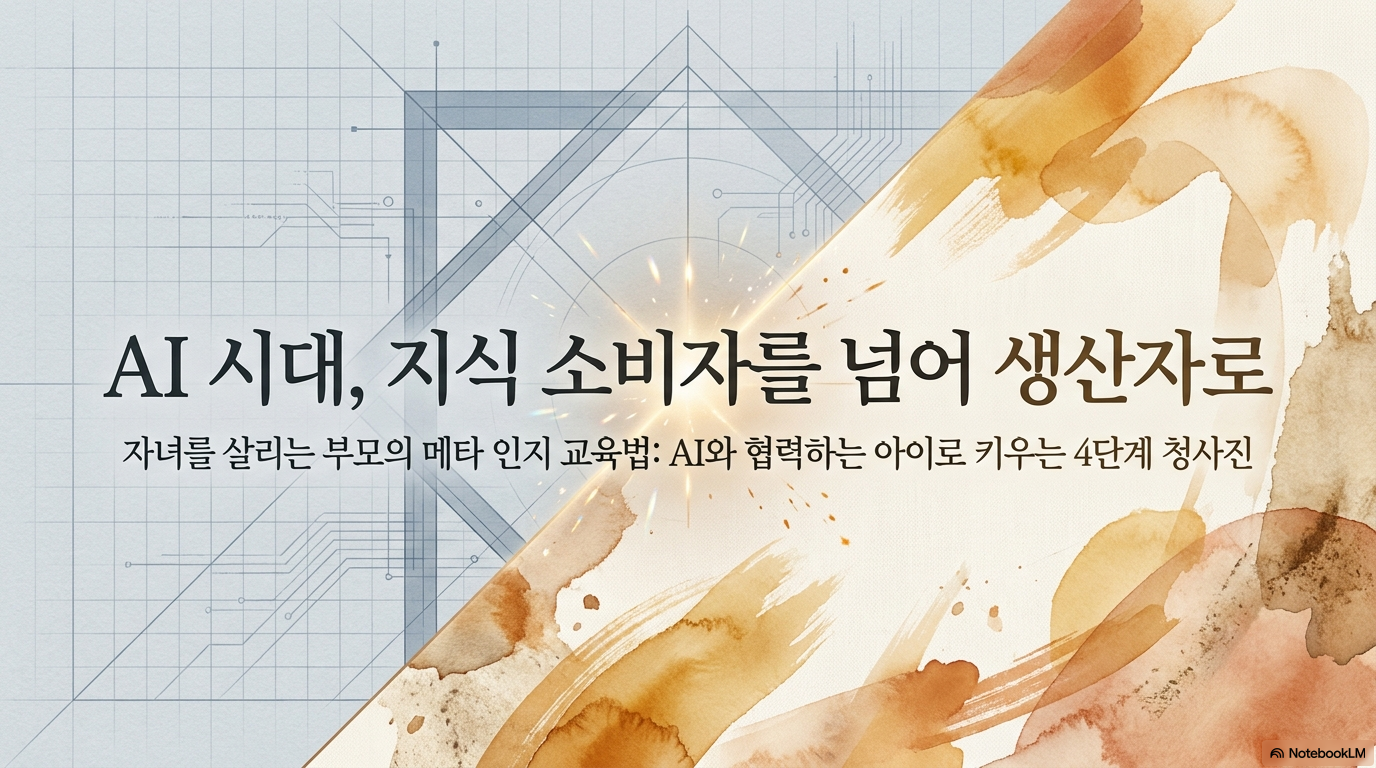 AI 시대, 지식 소비자를 넘어 생산자로
자녀를 살리는 부모의 메타 인지 교육법: AI와 협력하는 아이로 키우는 4단계 청사진
NotebookLM